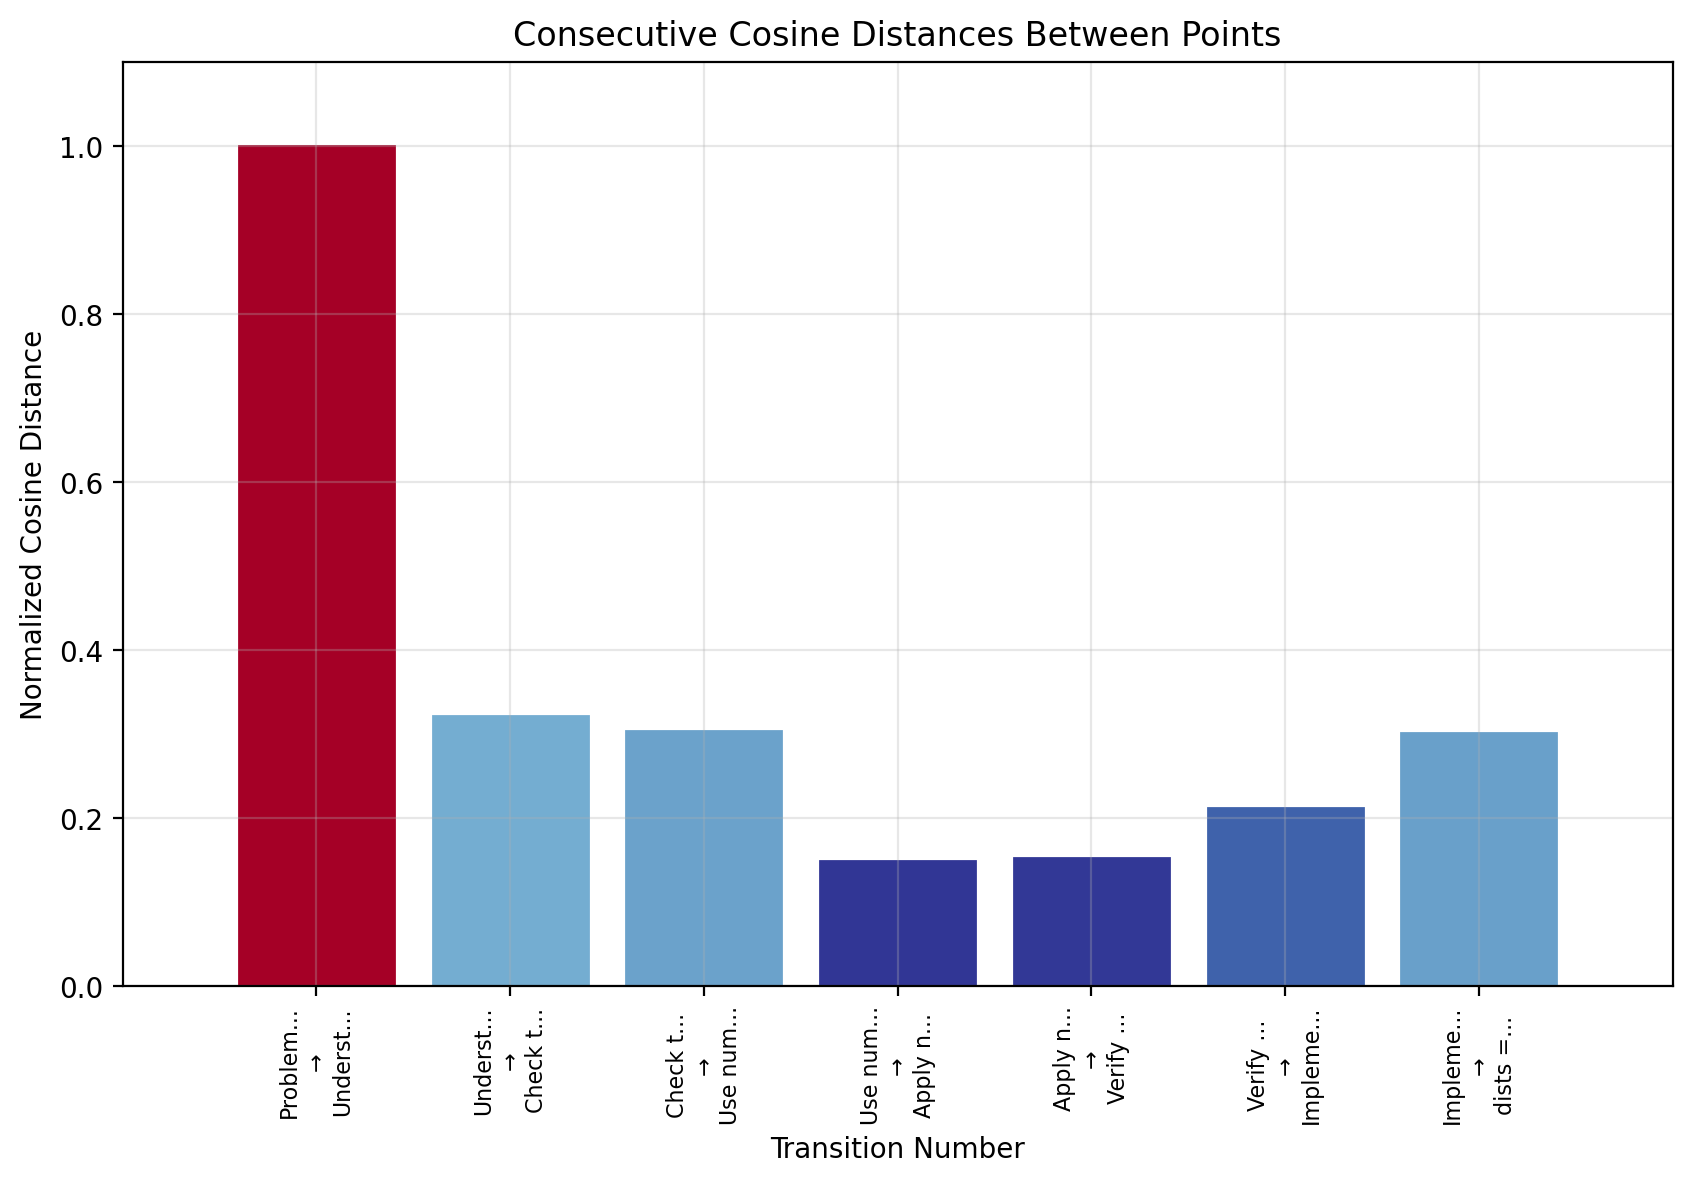 Consecutive Cosine Distances Between Points
Normalized Cosine Distance
1.0
0.8
0.6
0.4
0.2
0.0
Problem...
→
Underst...
Underst...
→
Check t...
Check t...
→
Use num...
Use num...
→
Apply n...
Apply n...
→
Verify ...
Verify ...
→
Impleme...
Impleme...
→
dists =...
Transition Number